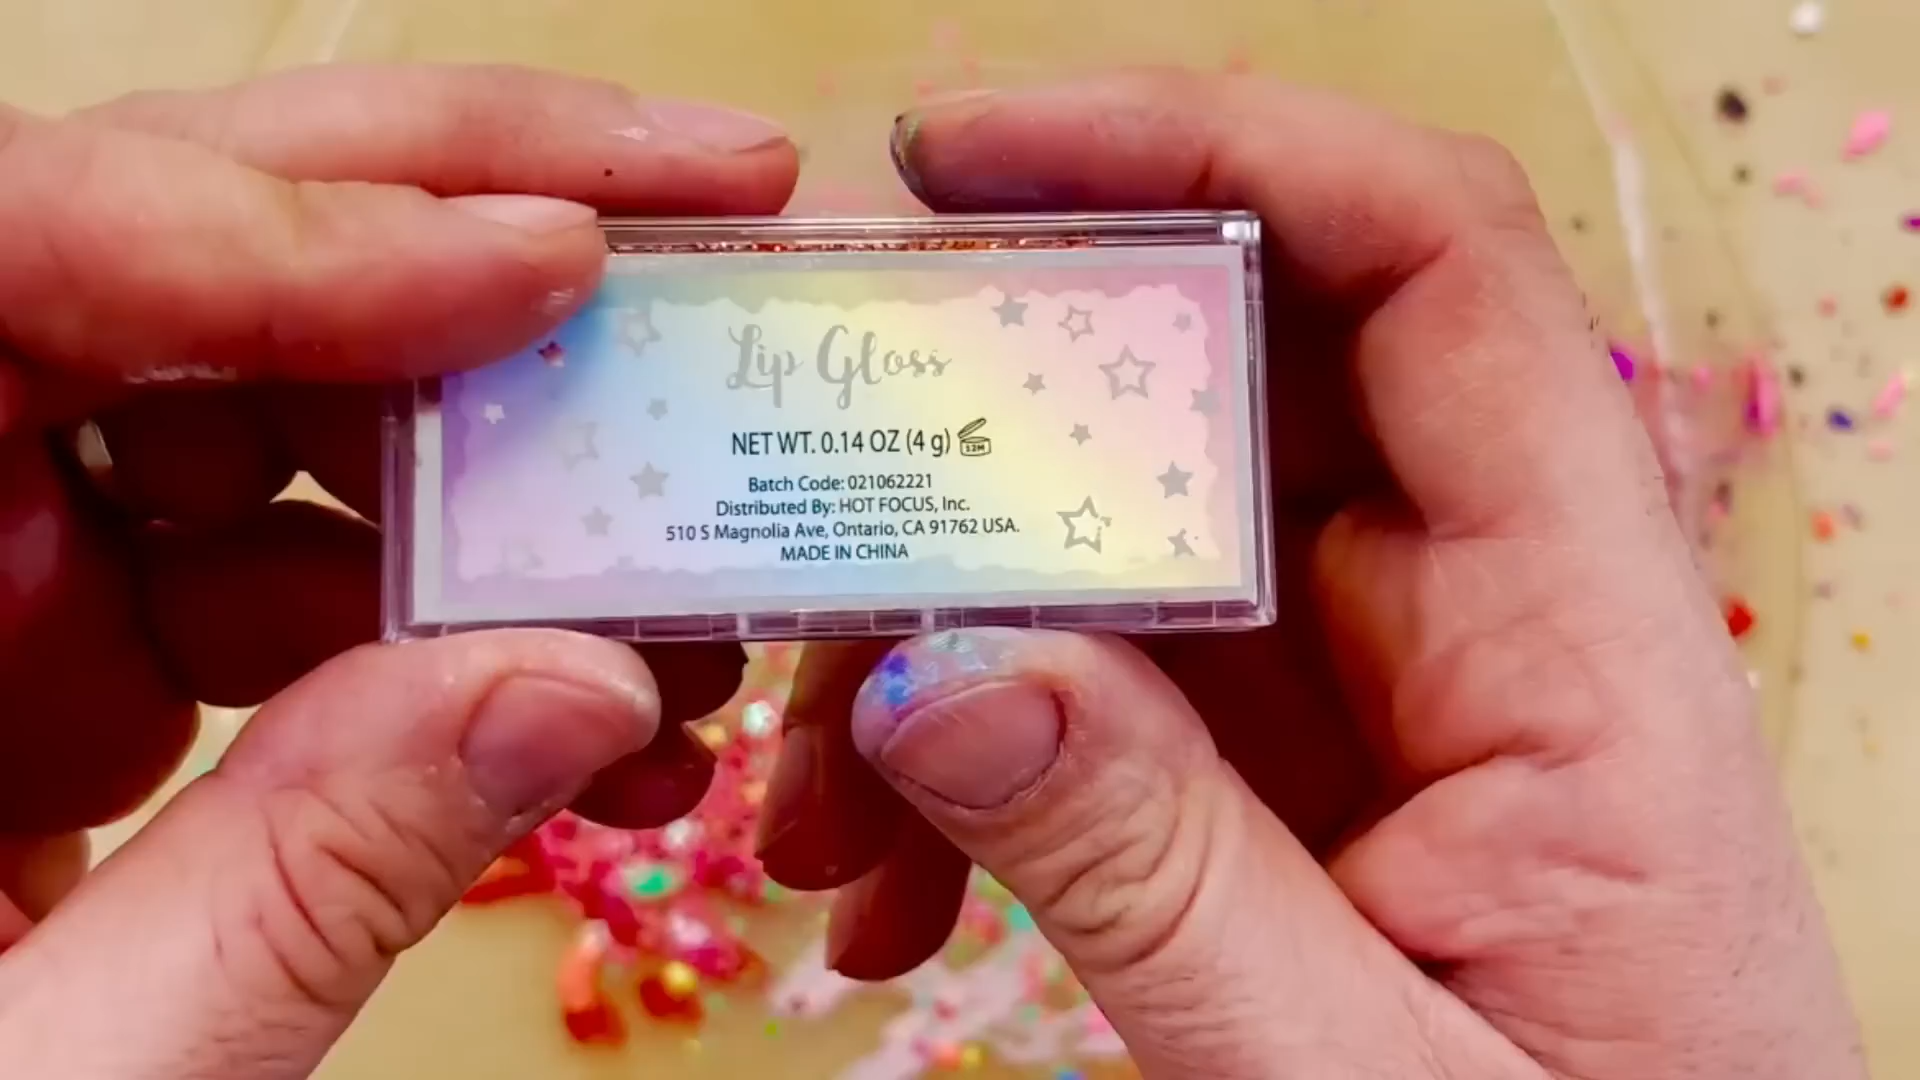 Lip Gloss
NET WT. 0.14 OZ (4 g) 12M
Batch Code: 021062221
Distributed By: HOT FOCUS, Inc.
510 S Magnolia Ave, Ontario, CA 91762 USA.
MADE IN CHINA